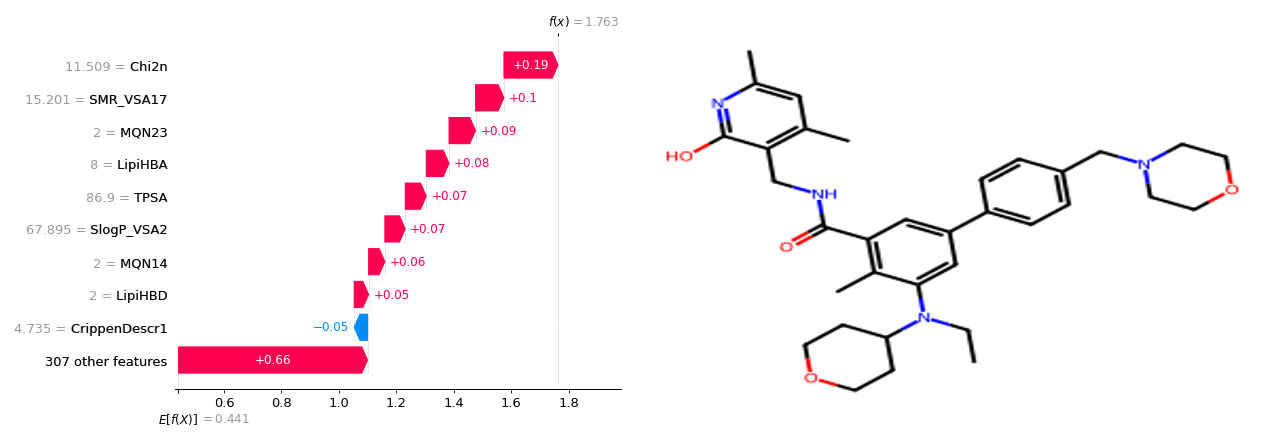 f(x) = 1.763
11.509 = Chi2n +0.19
15.201 = SMR_VSA17 +0.1
2 = MQN23 +0.09
8 = LipiHBA +0.08
86.9 = TPSA +0.07
67.895 = SlogP_VSA2 +0.07
2 = MQN14 +0.06
2 = LipiHBD +0.05
4.735 = CrippenDescr1 −0.05
307 other features +0.66
0.6 0.8 1.0 1.2 1.4 1.6 1.8
E[f(X)] = 0.441
N
HO
NH
O
N
O
N
O